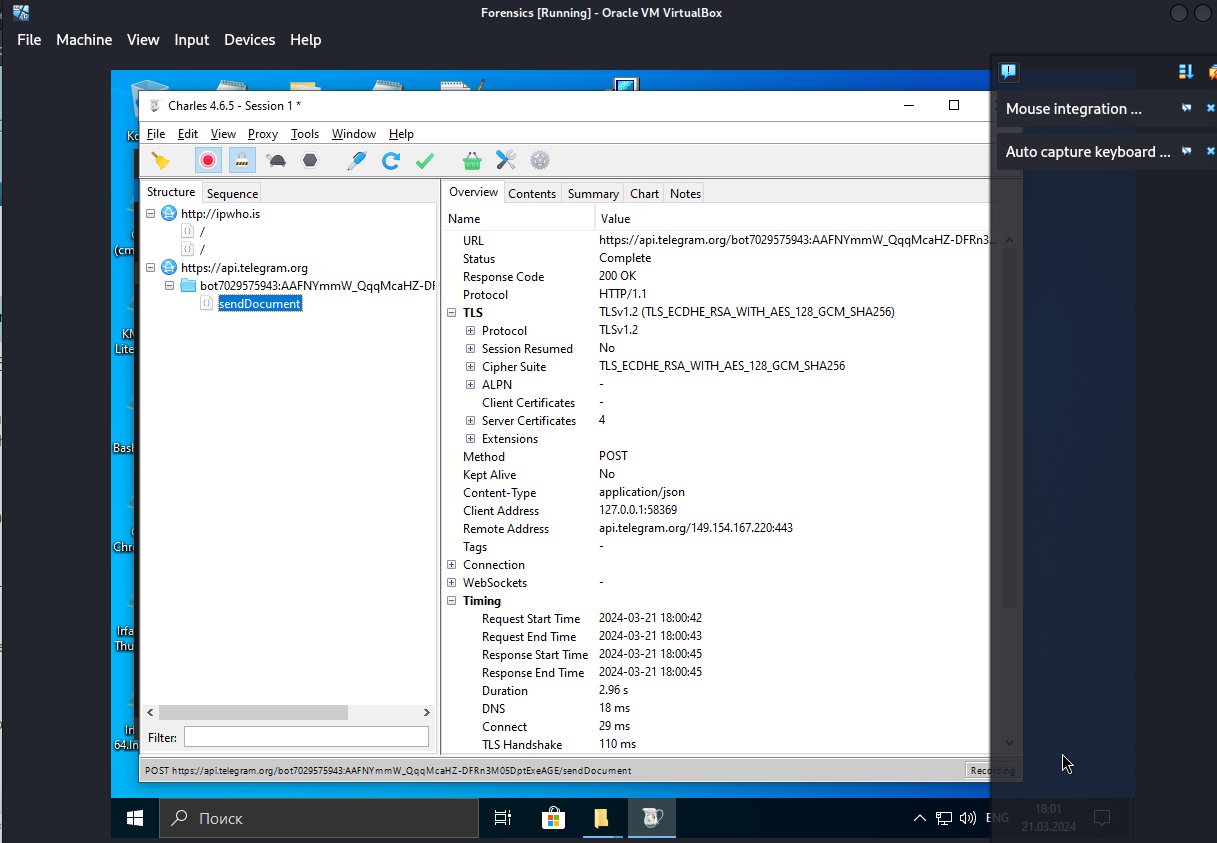 Forensics [Running] - Oracle VM VirtualBox
File Machine View Input Devices Help
Mouse integration ...
Auto capture keyboard ...
Charles 4.6.5 - Session 1 *
File Edit View Proxy Tools Window Help
Structure Sequence
http://ipwho.is
/
/
https://api.telegram.org
bot7029575943:AAFNYmmW_QqqMcaHZ-DF
sendDocument
Filter:
Overview Contents Summary Chart Notes
Name Value
URL https://api.telegram.org/bot7029575943:AAFNYmmW_QqqMcaHZ-DFRn3...
Status Complete
Response Code 200 OK
Protocol HTTP/1.1
TLS TLSv1.2 (TLS_ECDHE_RSA_WITH_AES_128_GCM_SHA256)
Protocol TLSv1.2
Session Resumed No
Cipher Suite TLS_ECDHE_RSA_WITH_AES_128_GCM_SHA256
ALPN -
Client Certificates -
Server Certificates 4
Extensions
Method POST
Kept Alive No
Content-Type application/json
Client Address 127.0.0.1:58369
Remote Address api.telegram.org/149.154.167.220:443
Tags -
Connection
WebSockets -
Timing
Request Start Time 2024-03-21 18:00:42
Request End Time 2024-03-21 18:00:43
Response Start Time 2024-03-21 18:00:45
Response End Time 2024-03-21 18:00:45
Duration 2.96 s
DNS 18 ms
Connect 29 ms
TLS Handshake 110 ms
POST https://api.telegram.org/bot7029575943:AAFNYmmW_QqqMcaHZ-DFRn3M05DptExeAGE/sendDocument
Recording
Поиск
ENG
18:01
21.03.2024